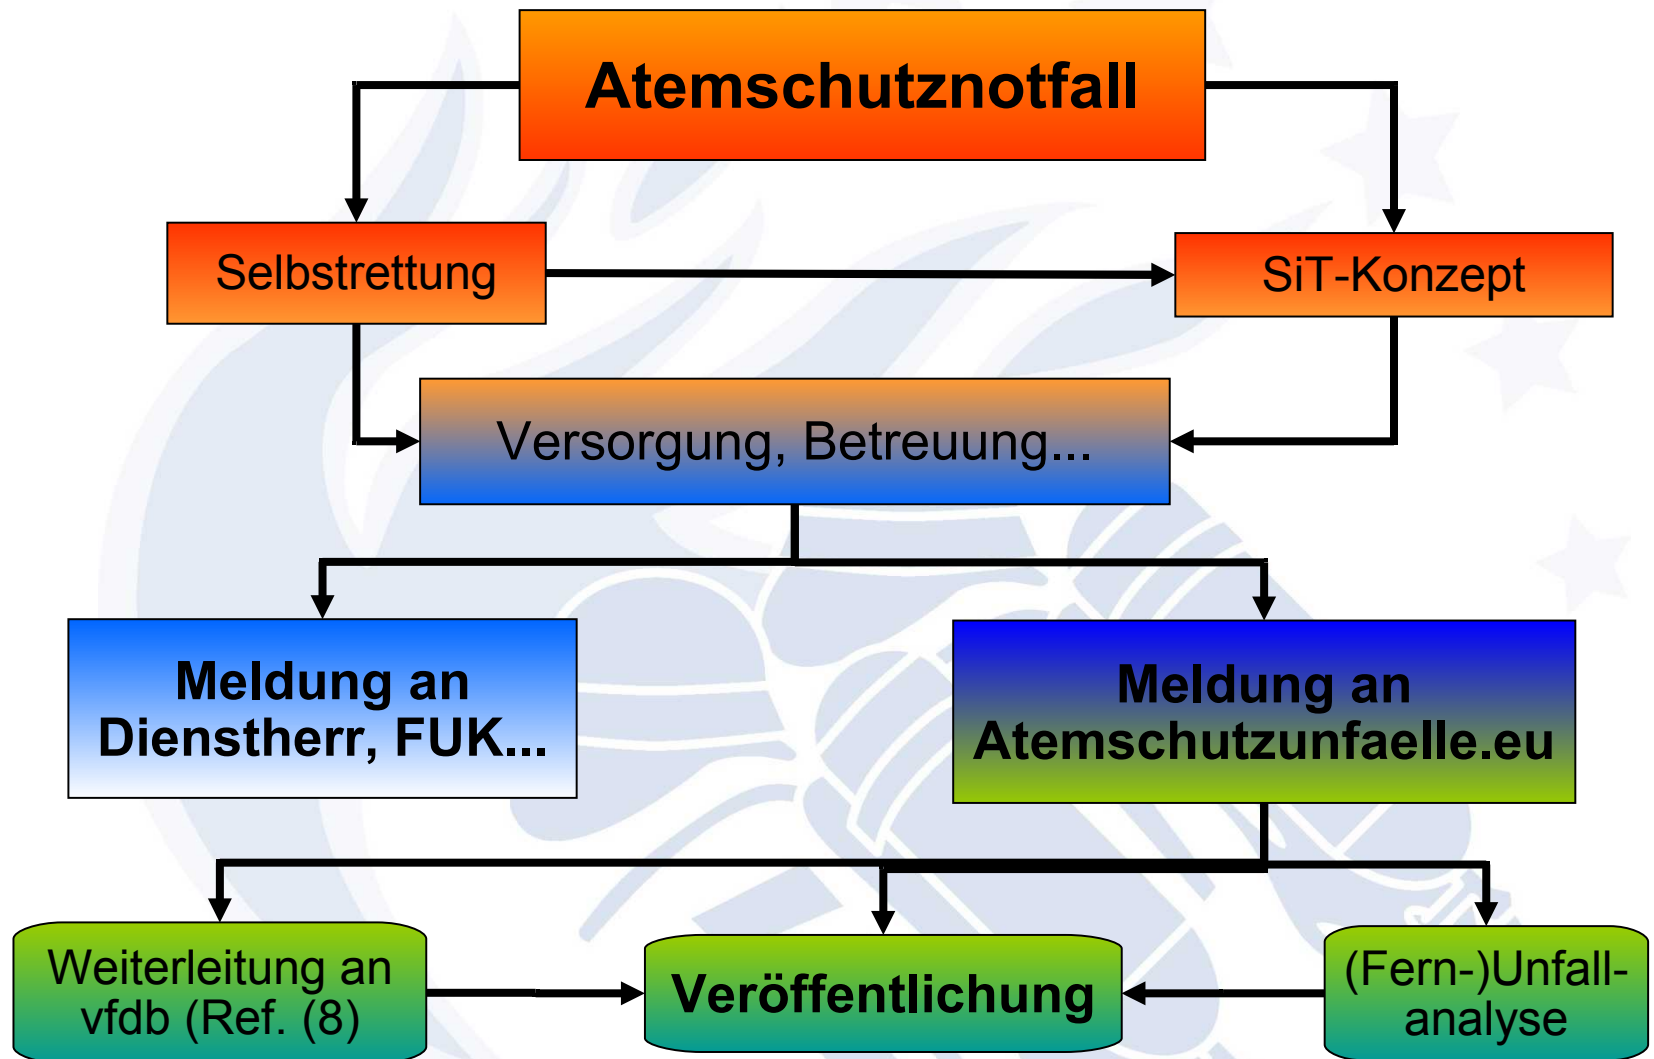 Atemschutznotfall
Selbstrettung
SiT-Konzept
Versorgung, Betreuung...
Meldung an
Dienstherr, FUK...
Meldung an
Atemschutzunfaelle.eu
Weiterleitung an
vfdb (Ref. (8)
Veröffentlichung
(Fern-)Unfall-
analyse